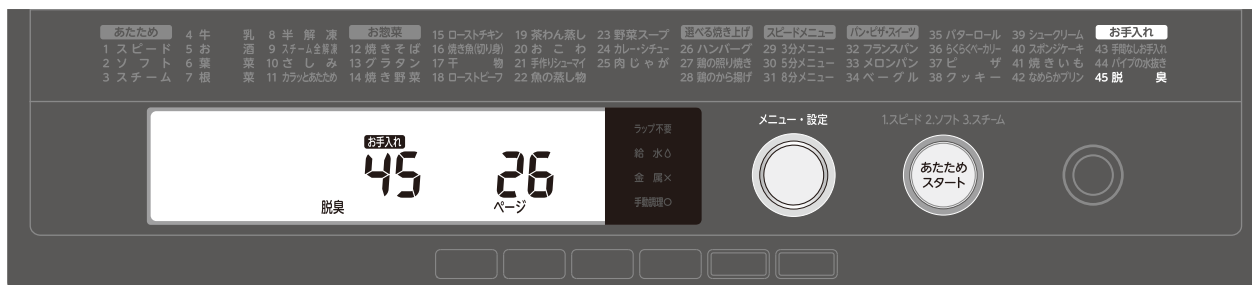 あたため
1 スピード
2 ソフト
3 スチーム
4 牛乳
5 お酒
6 葉菜
7 根菜
8 半解凍
9 スチーム全解凍
10 さしみ
11 カラッとあたため
お惣菜
12 焼きそば
13 グラタン
14 焼き野菜
15 ローストチキン
16 焼き魚(切り身)
17 干物
18 ローストビーフ
19 茶わん蒸し
20 おこわ
21 手作りシューマイ
22 魚の蒸し物
23 野菜スープ
24 カレー・シチュー
25 肉じゃが
選べる焼き上げ
26 ハンバーグ
27 鶏の照り焼き
28 鶏のから揚げ
スピードメニュー
29 3分メニュー
30 5分メニュー
31 8分メニュー
パン・ピザ・スイーツ
32 フランスパン
33 メロンパン
34 ベーグル
35 バターロール
36 らくらくベーカリー
37 ピザ
38 クッキー
39 シュークリーム
40 スポンジケーキ
41 焼きいも
42 なめらかプリン
お手入れ
43 手間なしお手入れ
44 パイプの水抜き
45 脱臭
お手入れ
45 26
脱臭 ページ
ラップ不要
給水
金属×
手動調理○
メニュー・設定
1.スピード 2.ソフト 3.スチーム
あたため
スタート